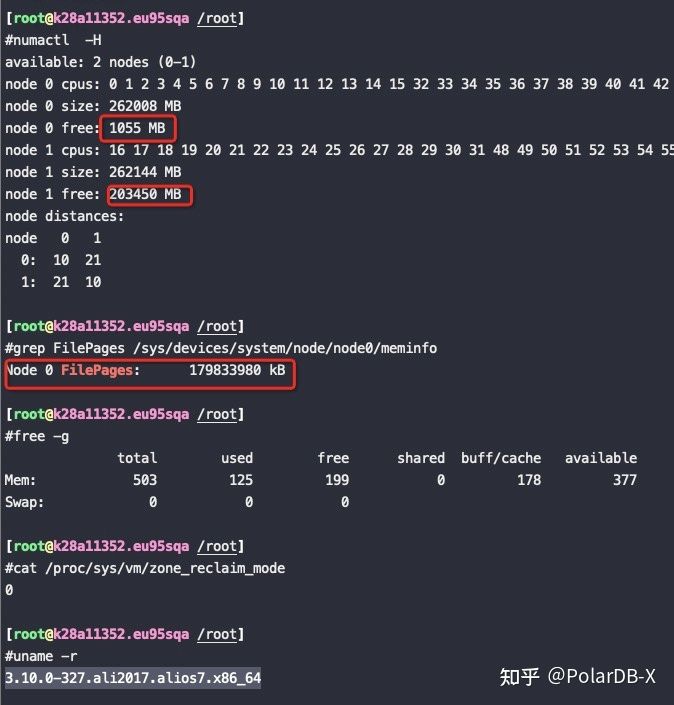 [root@k28a11352.eu95sqa /root]
#numactl  -H
available: 2 nodes (0-1)
node 0 cpus: 0 1 2 3 4 5 6 7 8 9 10 11 12 13 14 15 32 33 34 35 36 37 38 39 40 41 42
node 0 size: 262008 MB
node 0 free: 1055 MB
node 1 cpus: 16 17 18 19 20 21 22 23 24 25 26 27 28 29 30 31 48 49 50 51 52 53 54 55
node 1 size: 262144 MB
node 1 free: 203450 MB
node distances:
node   0   1
  0:  10  21
  1:  21  10
[root@k28a11352.eu95sqa /root]
#grep FilePages /sys/devices/system/node/node0/meminfo
Node 0 FilePages:      179833980 kB
[root@k28a11352.eu95sqa /root]
#free -g
              total        used        free      shared  buff/cache   available
Mem:            503         125         199           0         178         377
Swap:             0           0           0
[root@k28a11352.eu95sqa /root]
#cat /proc/sys/vm/zone_reclaim_mode
0
[root@k28a11352.eu95sqa /root]
#uname -r
3.10.0-327.ali2017.alios7.x86_64
知乎 @PolarDB-X